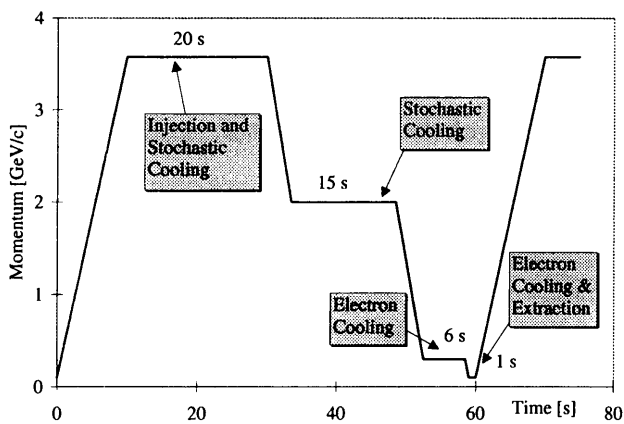 4
20 s
Stochastic
Cooling
Injection and
Stochastic
Cooling
3
Momentum [GeV/c]
15 s
2
Electron
Cooling &
Extraction
Electron
Cooling
6 s
1
1 s
0
Time [s]
0
20
40
60
80